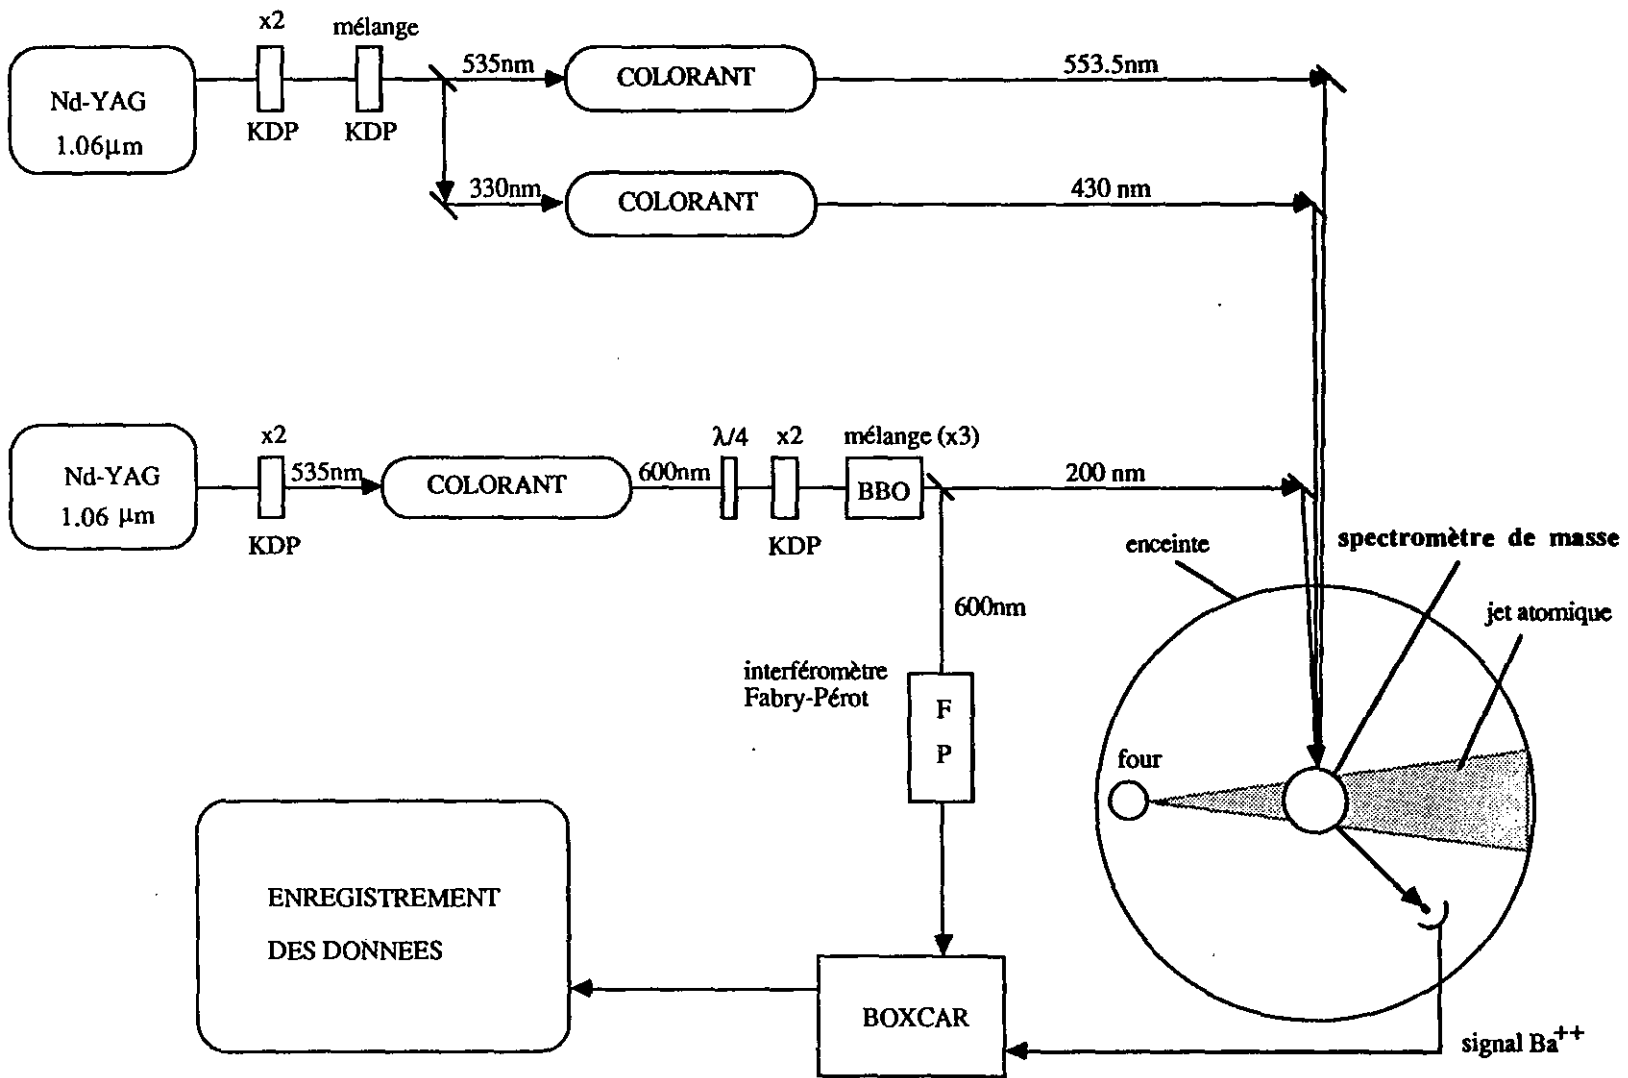 x2
mélange
Nd-YAG
1.06µm
KDP
KDP
535nm
COLORANT
553.5nm
330nm
COLORANT
430 nm
x2
Nd-YAG
1.06 µm
KDP
535nm
COLORANT
600nm
λ/4
x2
KDP
mélange (x3)
BBO
200 nm
600nm
enceinte
spectromètre de masse
jet atomique
interféromètre
Fabry-Pérot
F
P
four
ENREGISTREMENT
DES DONNEES
BOXCAR
signal Ba++